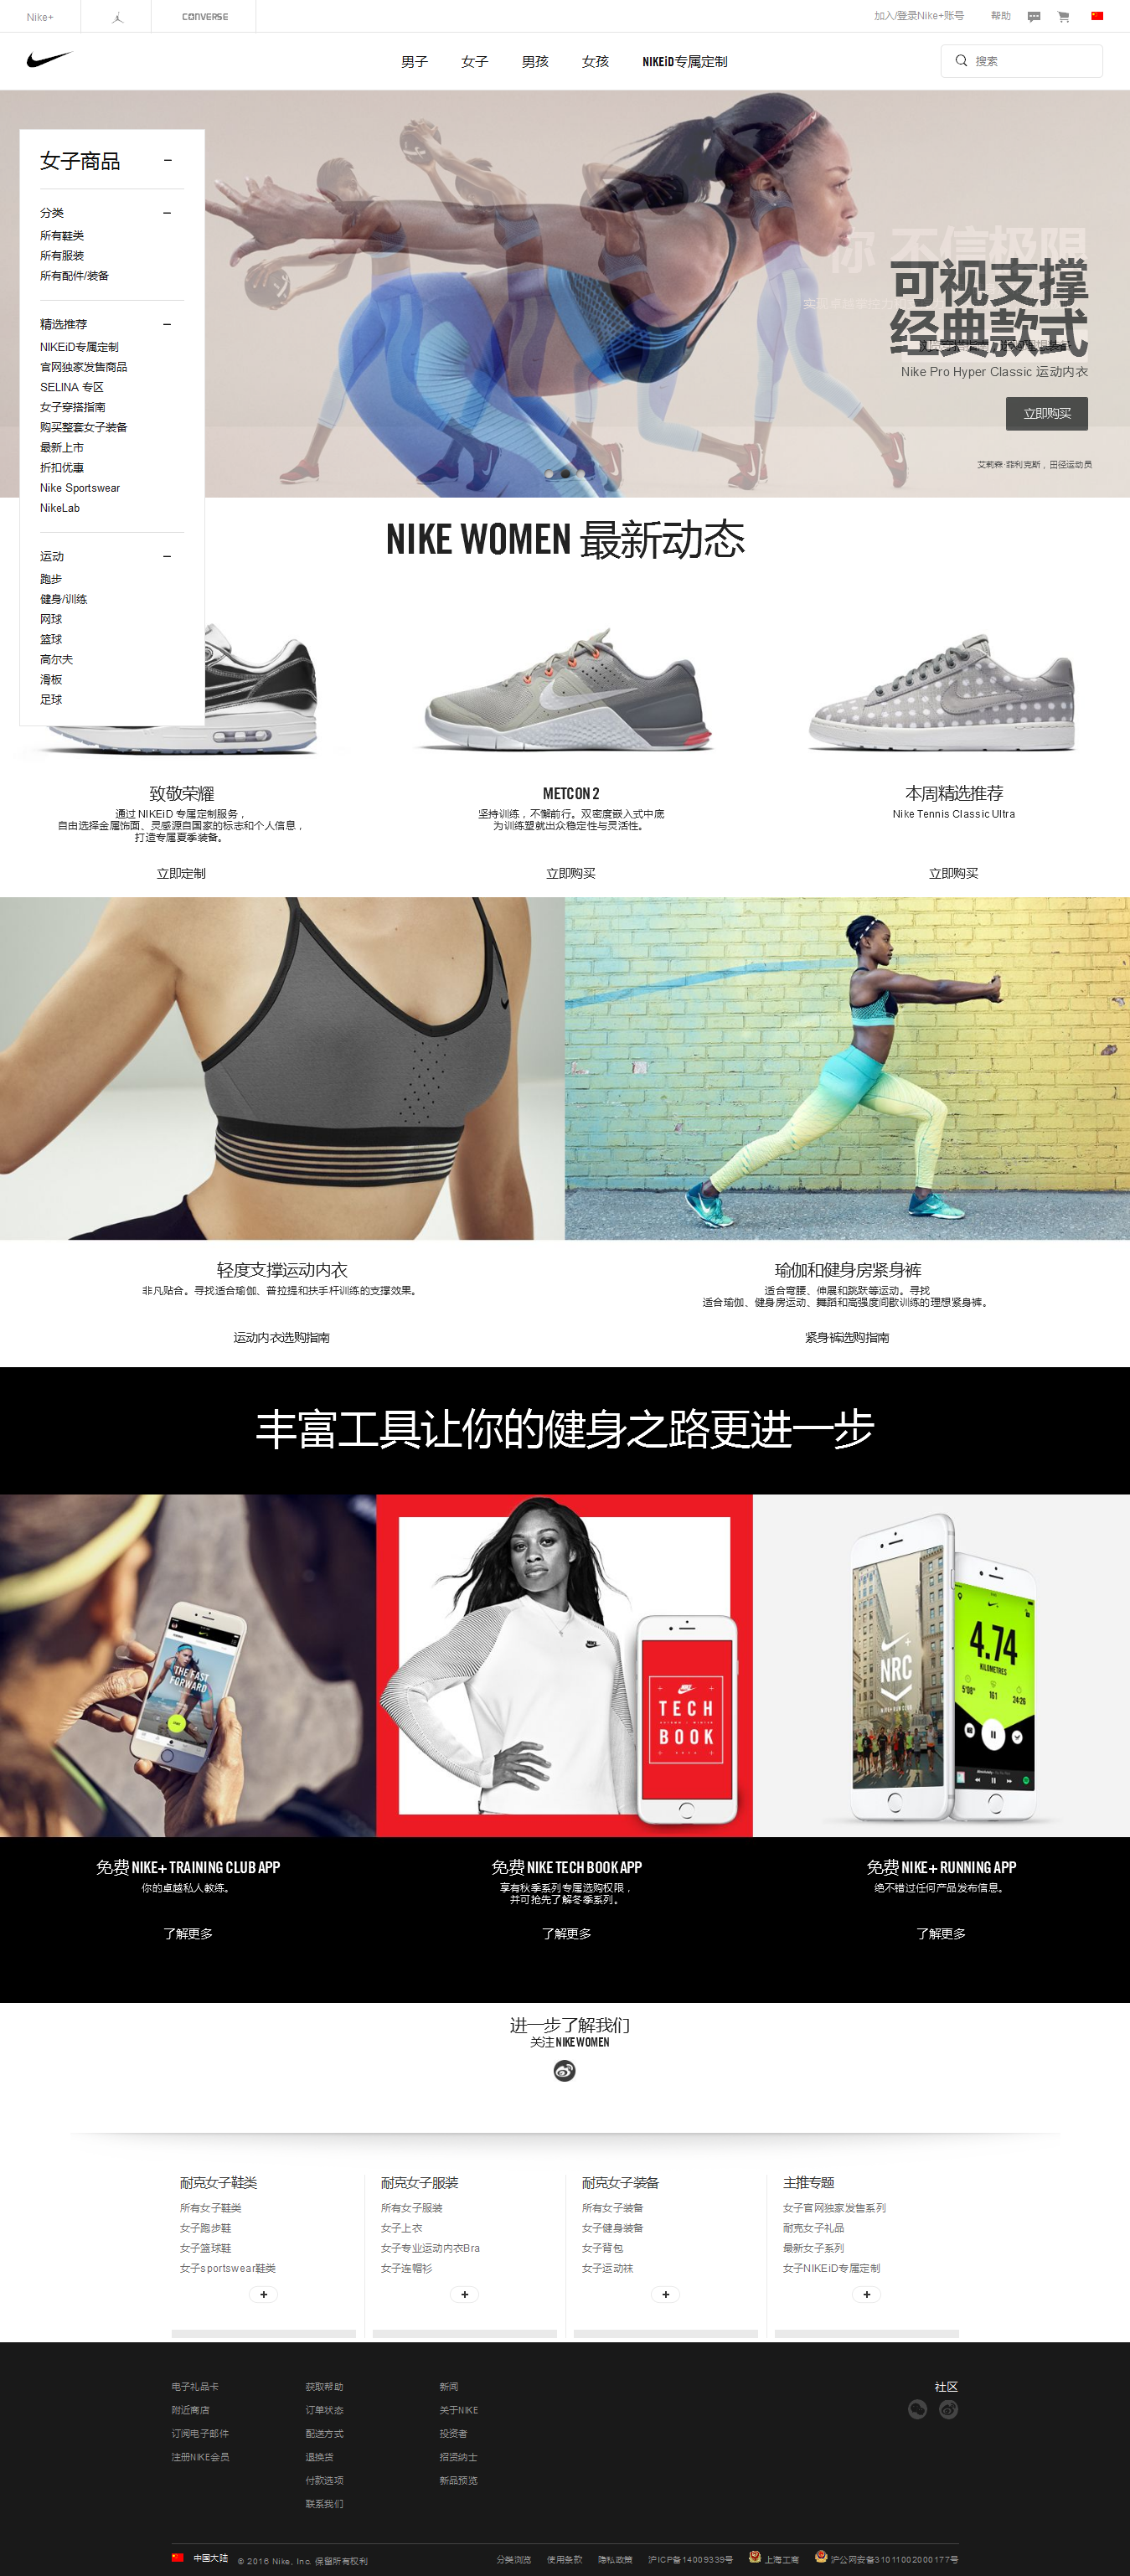 Nike+
CONVERSE
加入/登录Nike+账号
帮助
男子
女子
男孩
女孩
NIKEiD专属定制
搜索
女子商品
分类
所有鞋类
所有服装
所有配件/装备
精选推荐
NIKEiD专属定制
官网独家发售商品
SELINA 专区
女子穿搭指南
购买整套女子装备
最新上市
折扣优惠
Nike Sportswear
NikeLab
运动
跑步
健身/训练
网球
篮球
高尔夫
滑板
足球
你 不信极限
可视支撑
经典款式
Nike Pro Hyper Classic 运动内衣
立即购买
艾莉森·菲利克斯，田径运动员
NIKE WOMEN 最新动态
致敬荣耀
通过 NIKEiD 专属定制服务，
自由选择金属饰面、灵感源自国家的标志和个人信息，
打造专属夏季装备。
立即定制
METCON 2
坚持训练，不懈前行。双密度嵌入式中底
为训练塑就出众稳定性与灵活性。
立即购买
本周精选推荐
Nike Tennis Classic Ultra
立即购买
轻度支撑运动内衣
非凡贴合。寻找适合瑜伽、普拉提和扶手杆训练的支撑效果。
运动内衣选购指南
瑜伽和健身房紧身裤
适合弯腰、伸展和跳跃等运动。寻找
适合瑜伽、健身房运动、舞蹈和高强度间歇训练的理想紧身裤。
紧身裤选购指南
丰富工具让你的健身之路更进一步
THE FAST
FORWARD
TECH
BOOK
NRC
4.74
KILOMETRES
5'08"
161
24:26
免费 NIKE+ TRAINING CLUB APP
你的卓越私人教练。
了解更多
免费 NIKE TECH BOOK APP
享有秋季系列专属选购权限，
并可抢先了解冬季系列。
了解更多
免费 NIKE+ RUNNING APP
绝不错过任何产品发布信息。
了解更多
进一步了解我们
关注 NIKE WOMEN
耐克女子鞋类
所有女子鞋类
女子跑步鞋
女子篮球鞋
女子sportswear鞋类
耐克女子服装
所有女子服装
女子上衣
女子专业运动内衣Bra
女子连帽衫
耐克女子装备
所有女子装备
女子健身装备
女子背包
女子运动袜
主推专题
女子官网独家发售系列
耐克女子礼品
最新女子系列
女子NIKEiD专属定制
电子礼品卡
附近商店
订阅电子邮件
注册NIKE会员
获取帮助
订单状态
配送方式
退换货
付款选项
联系我们
新闻
关于NIKE
投资者
招贤纳士
新品预览
社区
中国大陆
© 2016 Nike, Inc. 保留所有权利
分类浏览
使用条款
隐私政策
沪ICP备14009339号
上海工商
沪公网安备31011002000177号